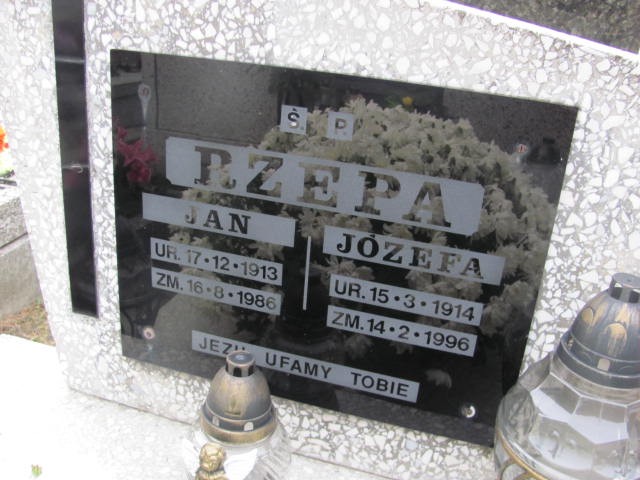 Ś. P.
RZEPA
JAN
UR. 17·12·1913
ZM. 16·8·1986
JÓZEFA
UR. 15·3·1914
ZM. 14·2·1996
JEZU UFAMY TOBIE